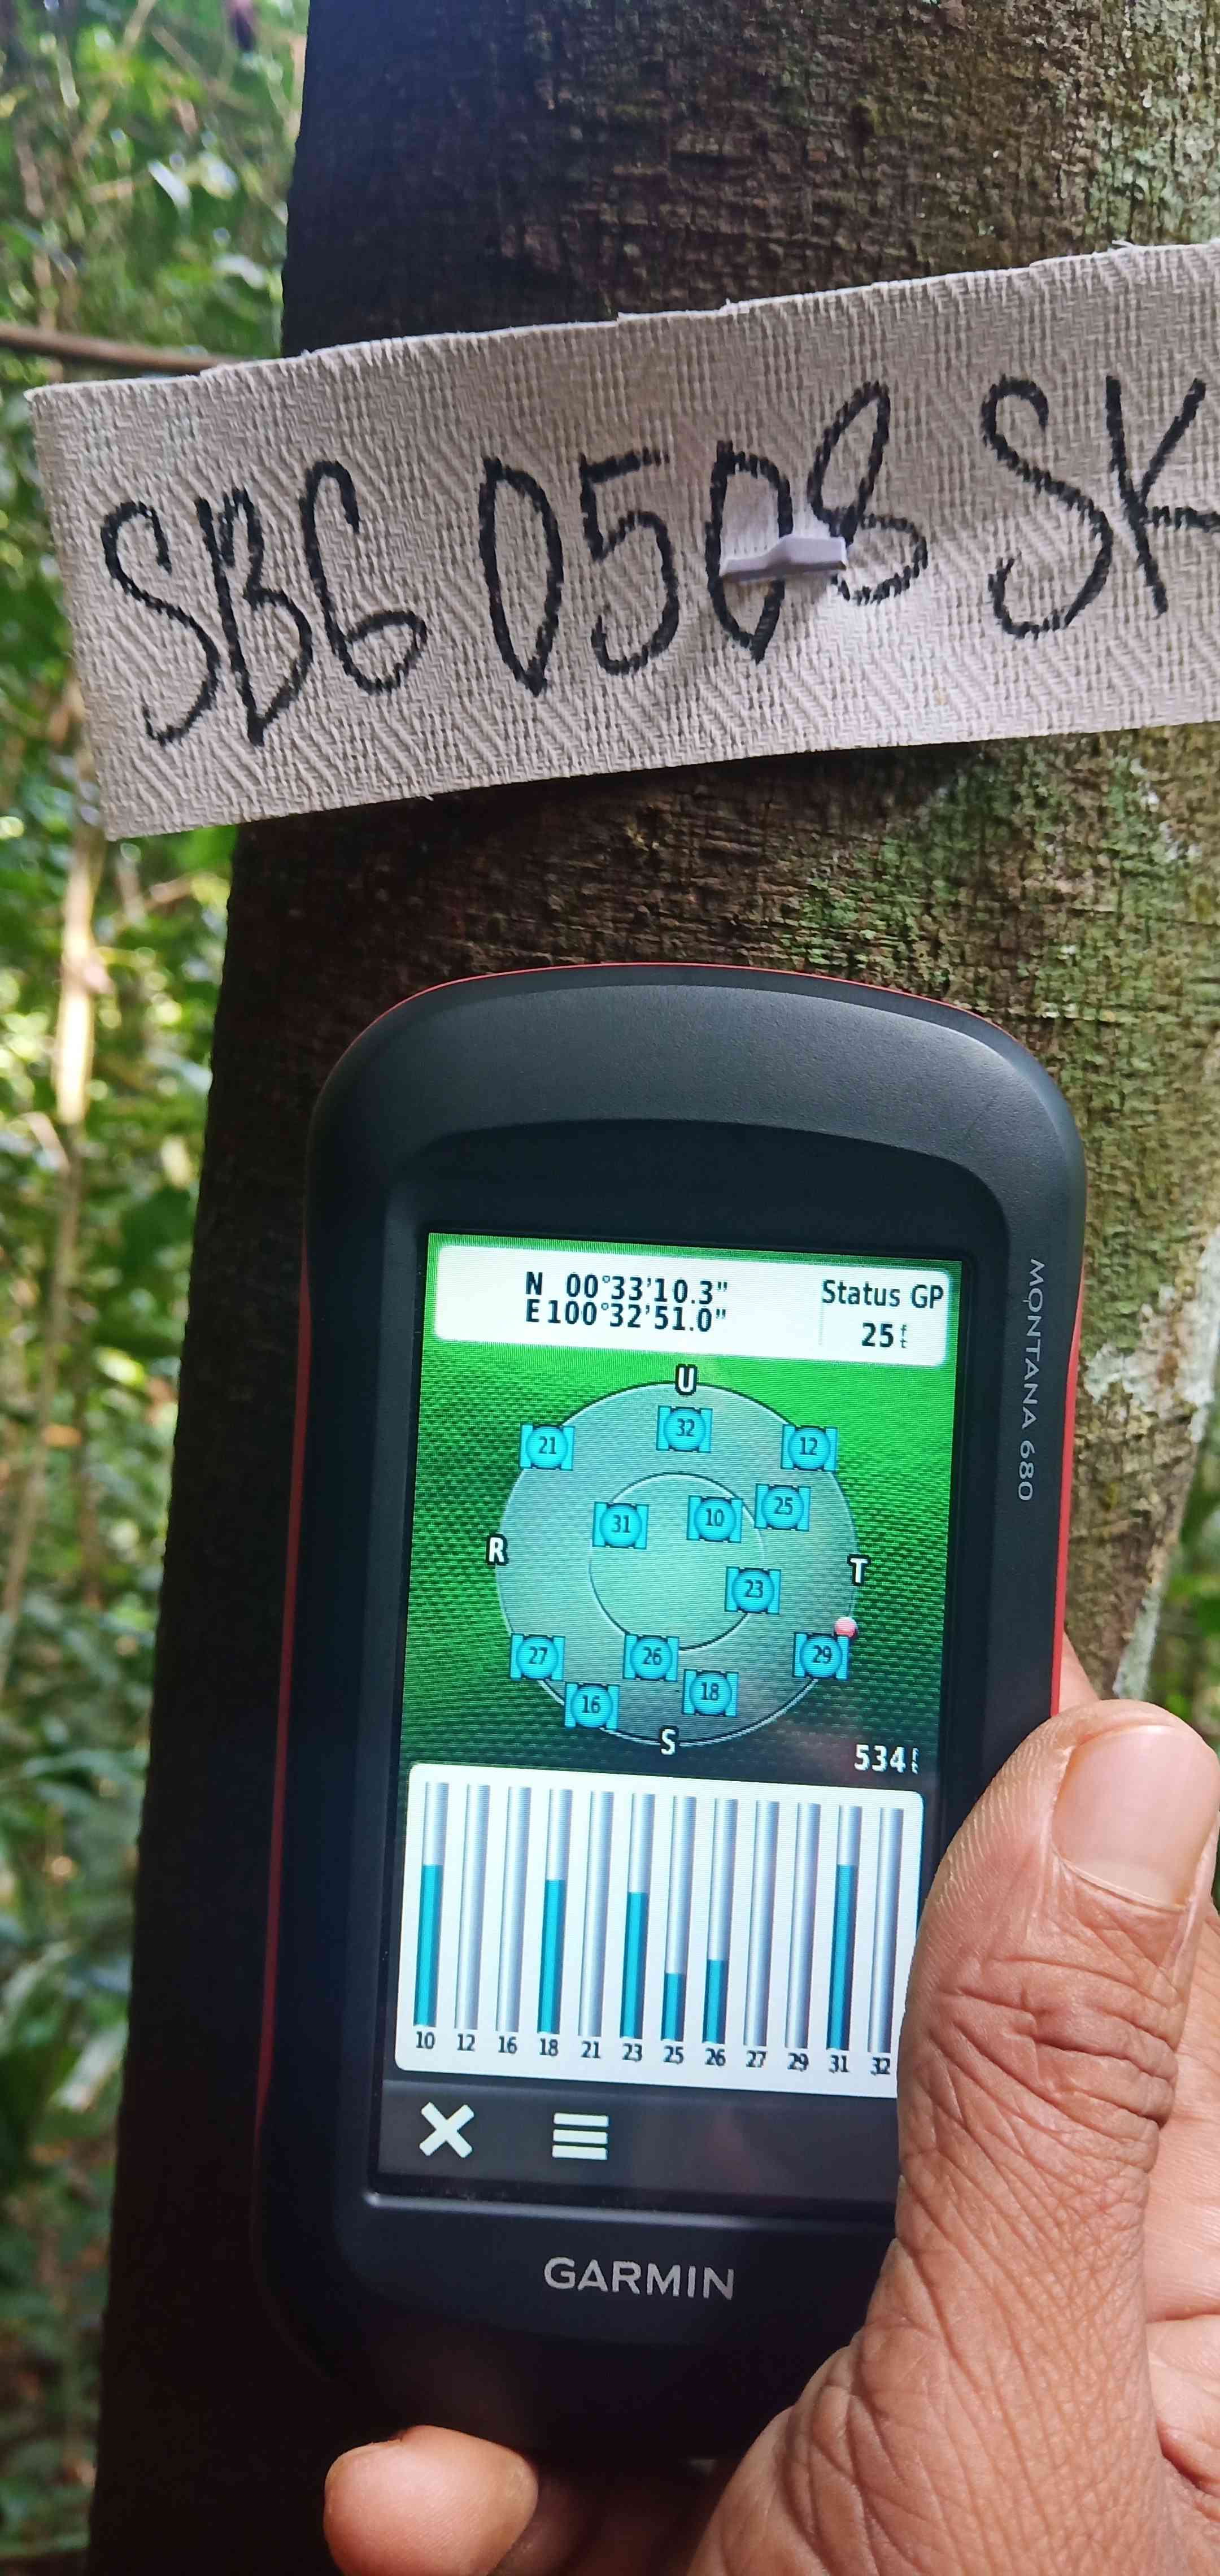 SBG 0508 SK
MONTANA 680
N 00°33'10.3"
E 100°32'51.0"
Status GP
25 ft
U
32
21
12
25
10
31
R
T
23
27
26
29
16
18
S
534 ft
10 12 16 18 21 23 25 26 27 29 31 32
GARMIN